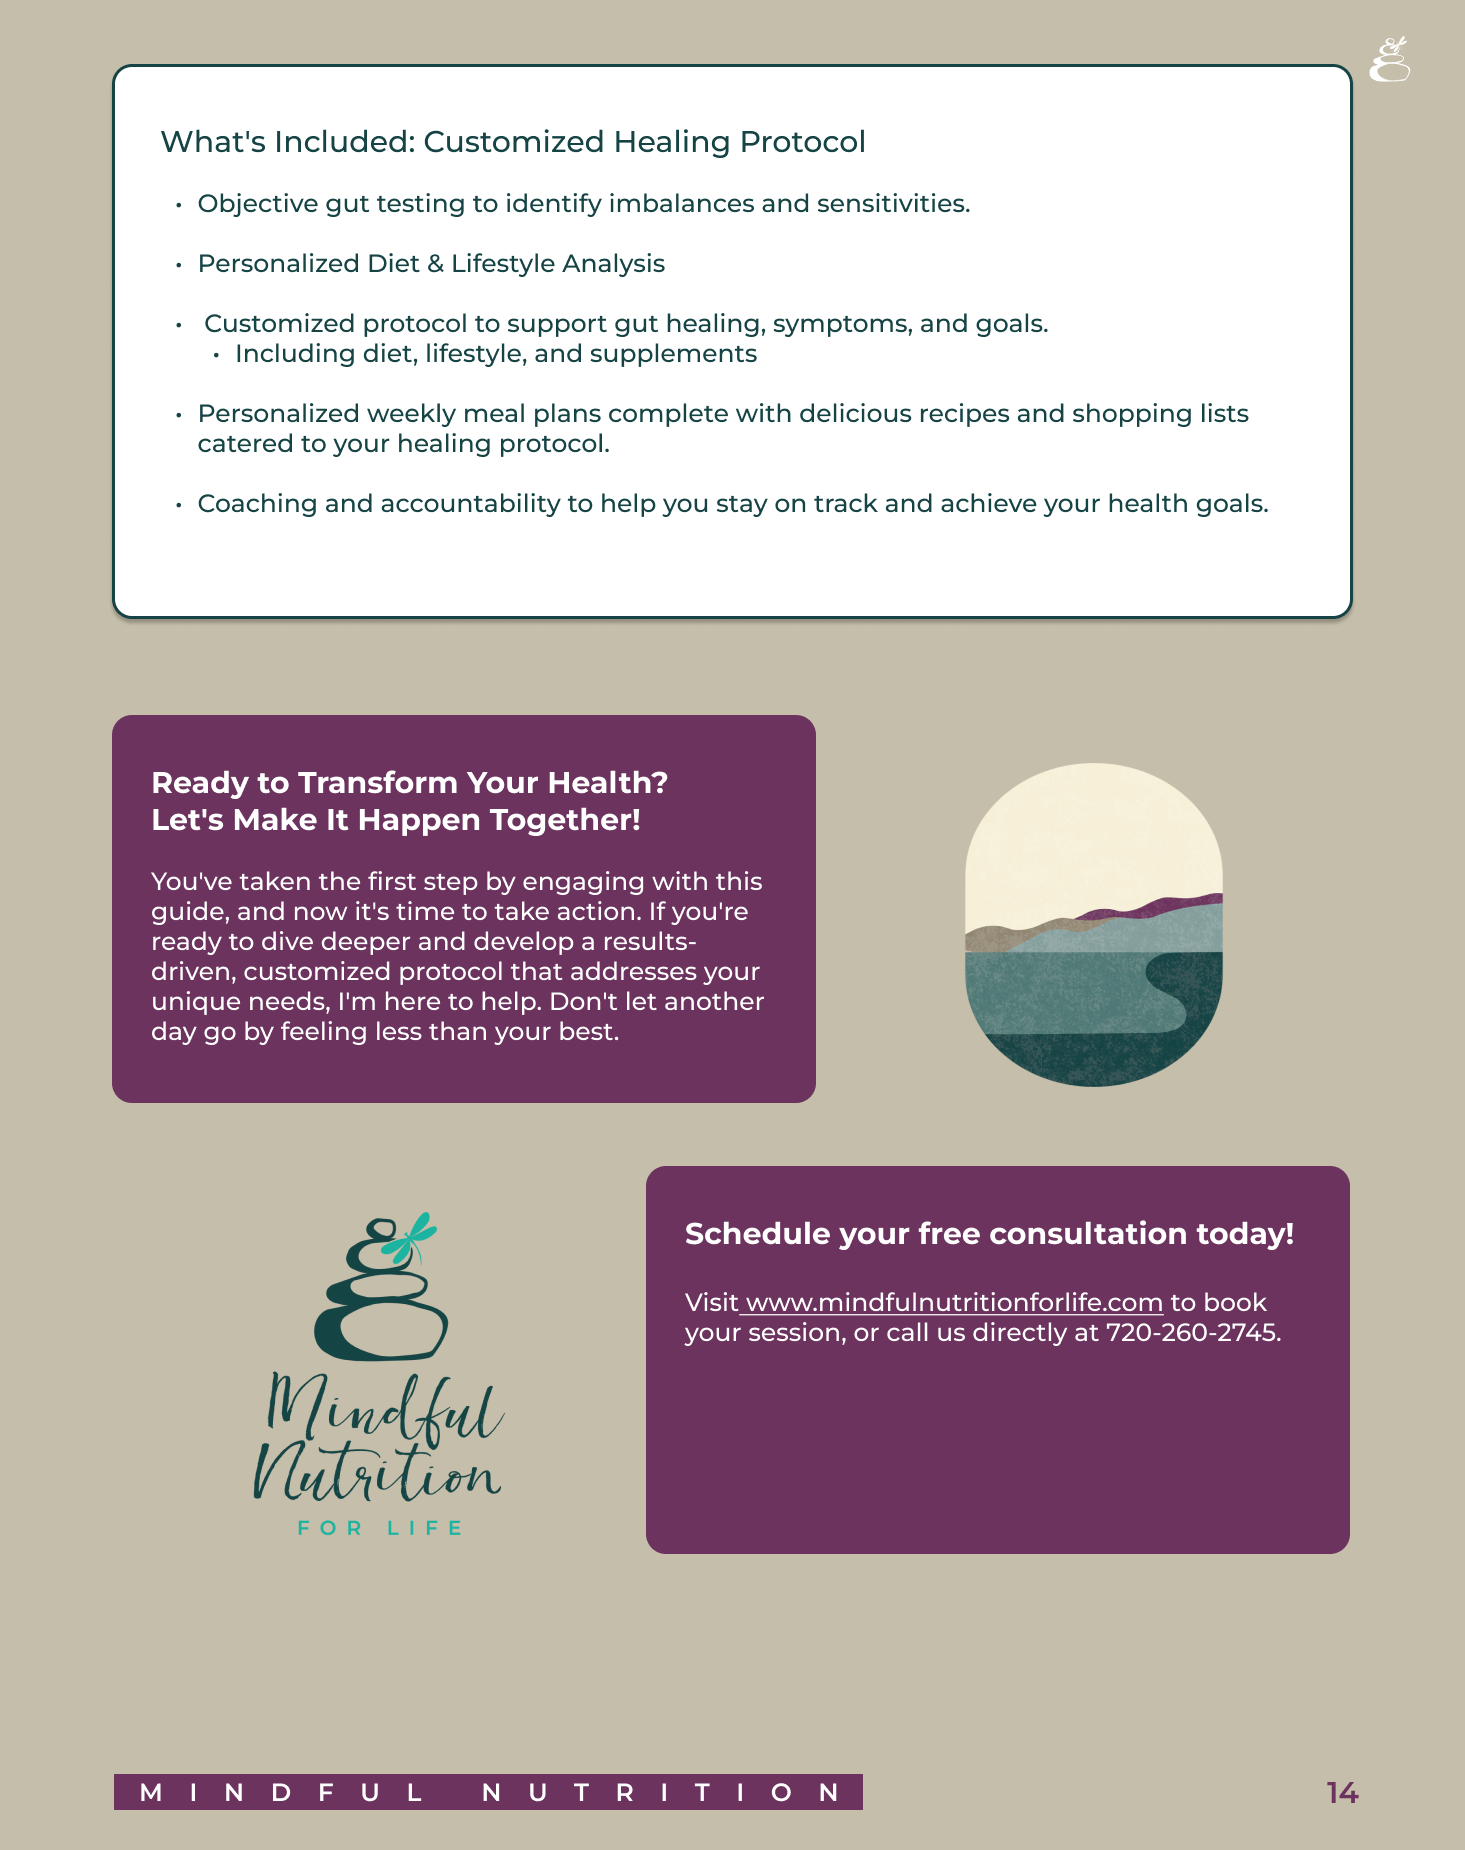 What's Included: Customized Healing Protocol
• Objective gut testing to identify imbalances and sensitivities.
• Personalized Diet & Lifestyle Analysis
• Customized protocol to support gut healing, symptoms, and goals.
• Including diet, lifestyle, and supplements
• Personalized weekly meal plans complete with delicious recipes and shopping lists
catered to your healing protocol.
• Coaching and accountability to help you stay on track and achieve your health goals.
Ready to Transform Your Health?
Let's Make It Happen Together!
You've taken the first step by engaging with this
guide, and now it's time to take action. If you're
ready to dive deeper and develop a results-
driven, customized protocol that addresses your
unique needs, I'm here to help. Don't let another
day go by feeling less than your best.
Schedule your free consultation today!
Visit www.mindfulnutritionforlife.com to book
your session, or call us directly at 720-260-2745.
Mindful
Nutrition
FOR LIFE
MINDFUL NUTRITION
14